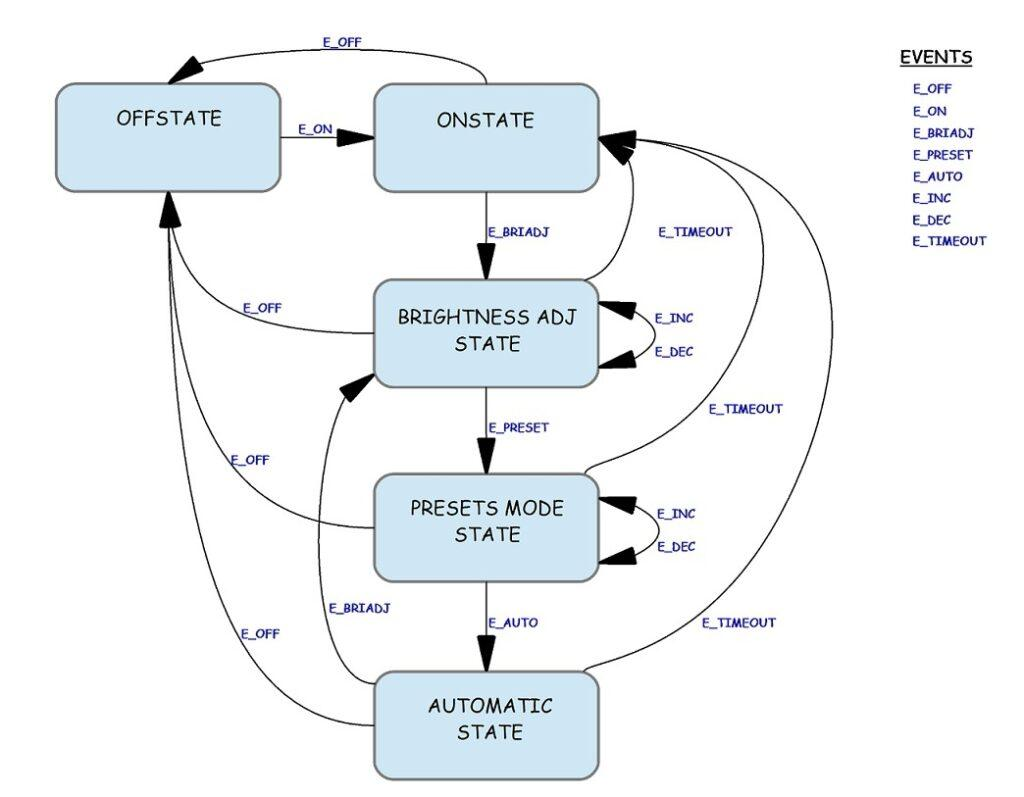 E_OFF
EVENTS
OFFSTATE
E_ON
ONSTATE
E_OFF
E_ON
E_BRIADJ
E_PRESET
E_AUTO
E_INC
E_DEC
E_TIMEOUT
E_BRIADJ
E_TIMEOUT
E_OFF
BRIGHTNESS ADJ
STATE
E_INC
E_DEC
E_PRESET
E_TIMEOUT
E_OFF
PRESETS MODE
STATE
E_INC
E_DEC
E_BRIADJ
E_AUTO
E_TIMEOUT
E_OFF
AUTOMATIC
STATE